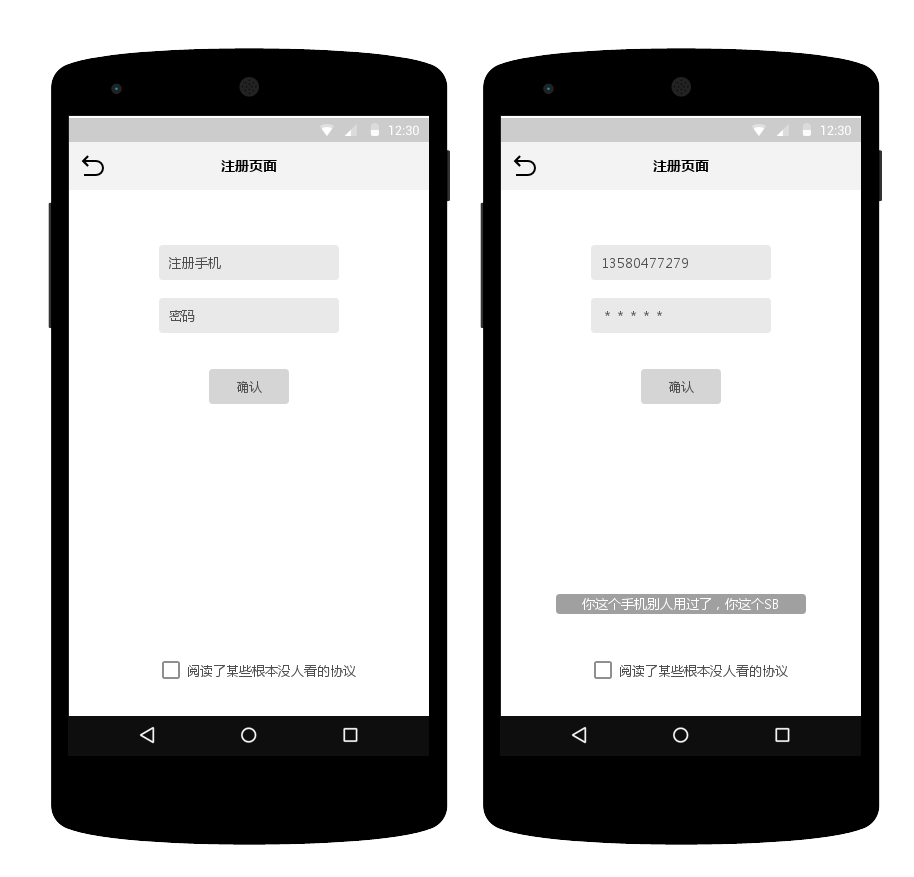 12:30
注册页面
注册手机
密码
确认
阅读了某些根本没人看的协议
12:30
注册页面
13580477279
* * * * *
确认
你这个手机别人用过了，你这个SB
阅读了某些根本没人看的协议